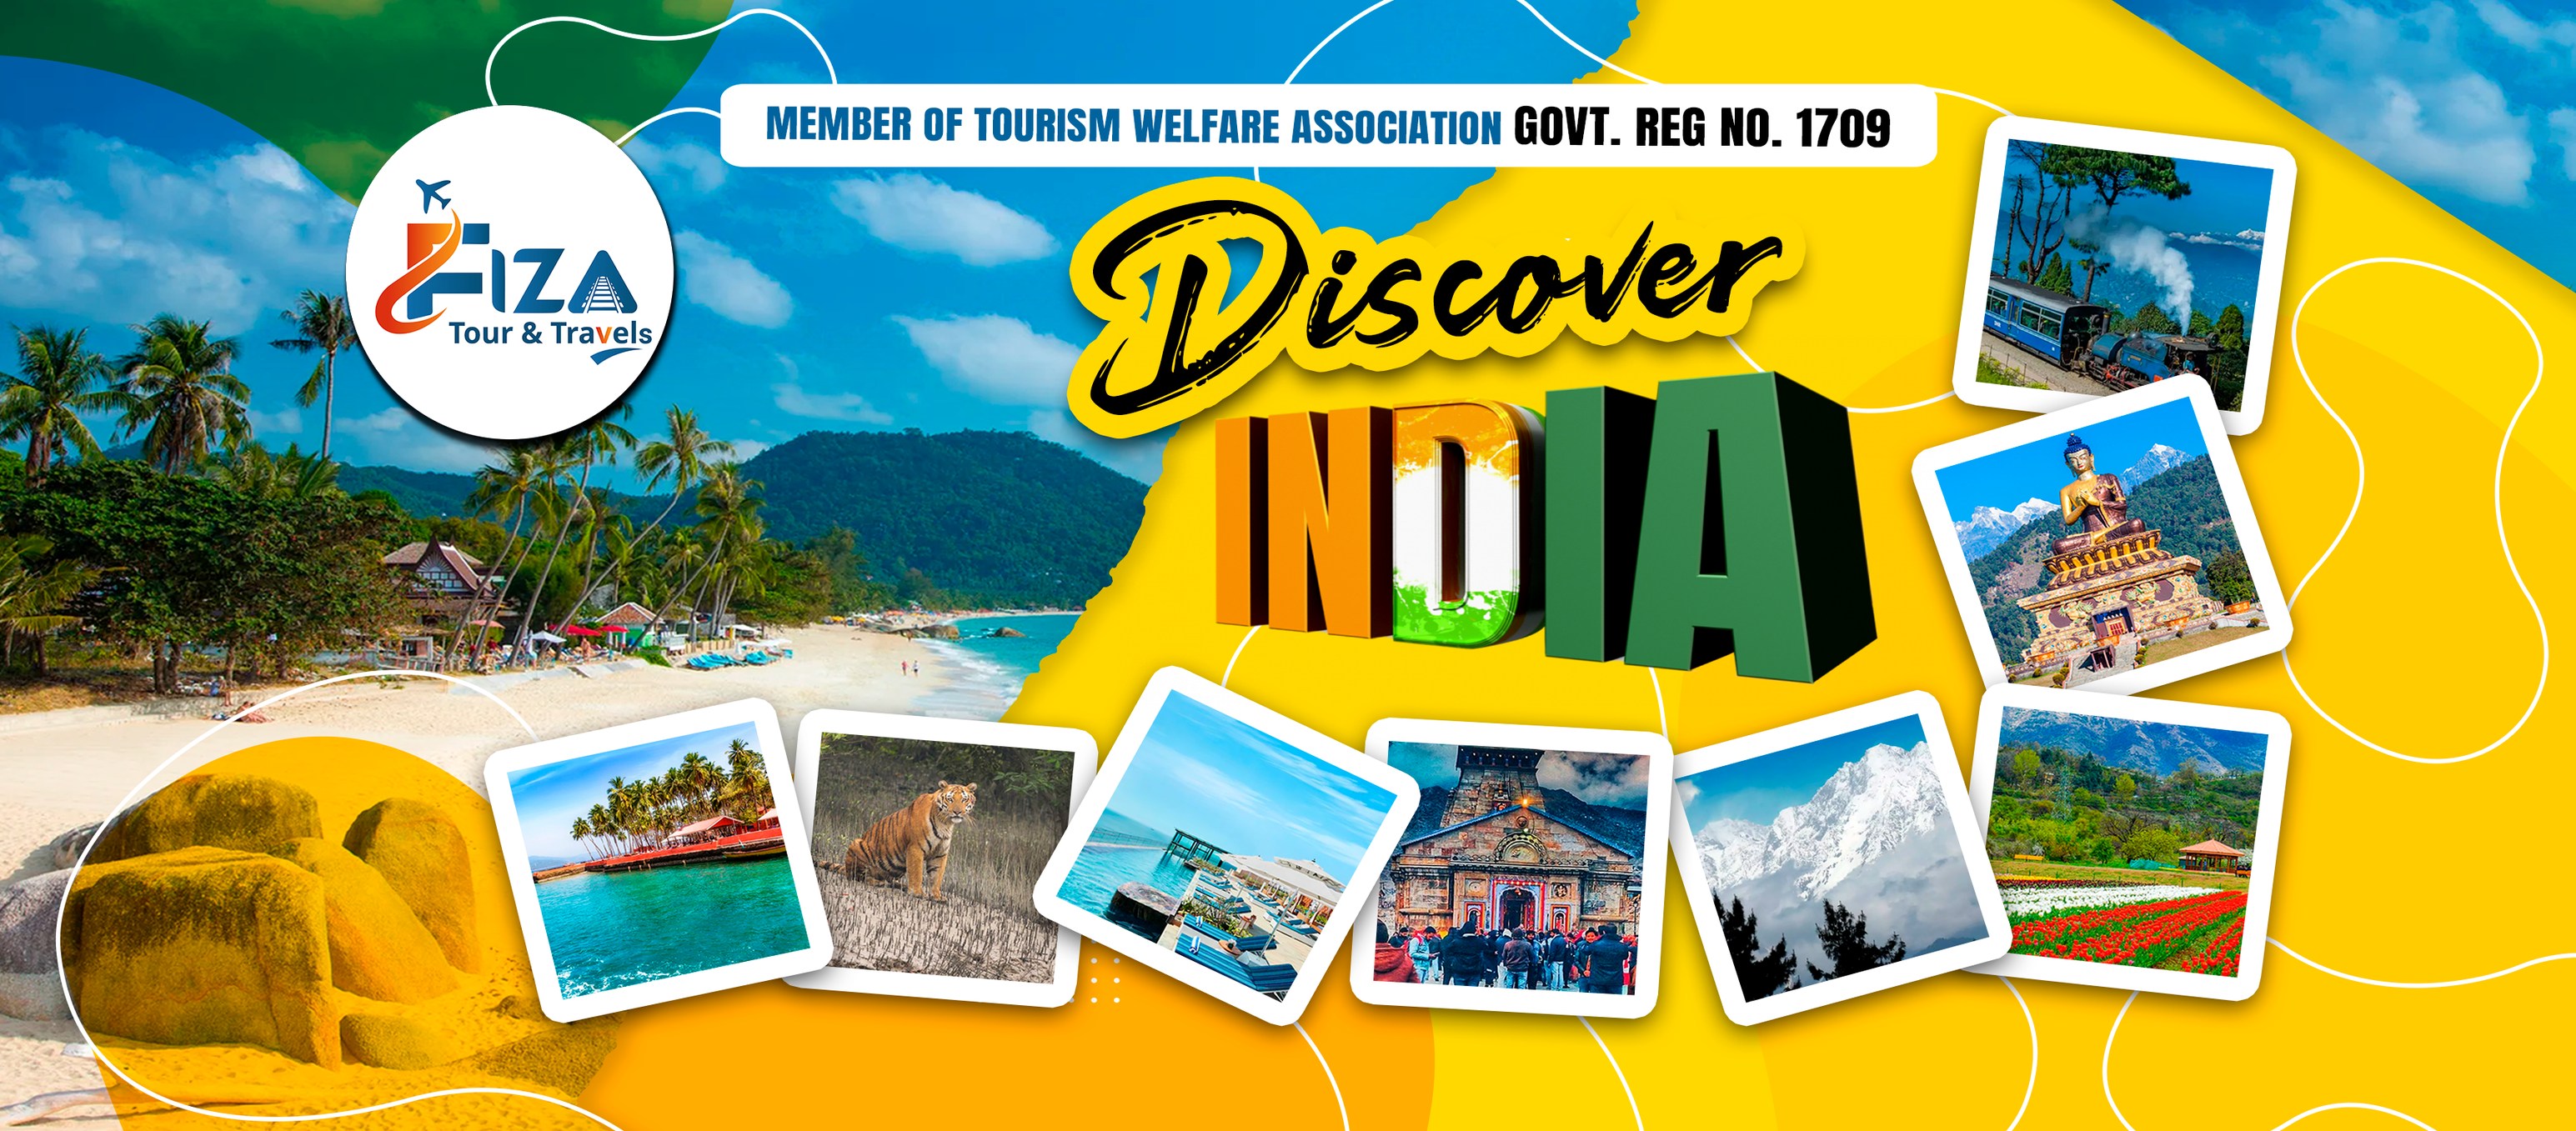 MEMBER OF TOURISM WELFARE ASSOCIATION GOVT. REG NO. 1709
FIZA
Tour & Travels
Discover
INDIA